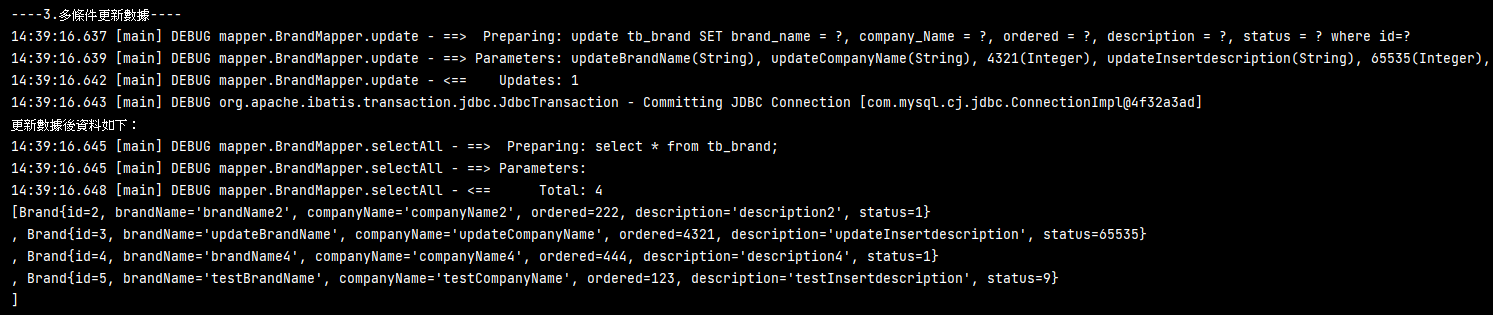 ----3.多條件更新數據----
14:39:16.637 [main] DEBUG mapper.BrandMapper.update - ==>  Preparing: update tb_brand SET brand_name = ?, company_Name = ?, ordered = ?, description = ?, status = ? where id=?
14:39:16.639 [main] DEBUG mapper.BrandMapper.update - ==> Parameters: updateBrandName(String), updateCompanyName(String), 4321(Integer), updateInsertdescription(String), 65535(Integer),
14:39:16.642 [main] DEBUG mapper.BrandMapper.update - <==    Updates: 1
14:39:16.643 [main] DEBUG org.apache.ibatis.transaction.jdbc.JdbcTransaction - Committing JDBC Connection [com.mysql.cj.jdbc.ConnectionImpl@4f32a3ad]
更新數據後資料如下：
14:39:16.645 [main] DEBUG mapper.BrandMapper.selectAll - ==>  Preparing: select * from tb_brand;
14:39:16.645 [main] DEBUG mapper.BrandMapper.selectAll - ==> Parameters:
14:39:16.648 [main] DEBUG mapper.BrandMapper.selectAll - <==      Total: 4
[Brand{id=2, brandName='brandName2', companyName='companyName2', ordered=222, description='description2', status=1}
, Brand{id=3, brandName='updateBrandName', companyName='updateCompanyName', ordered=4321, description='updateInsertdescription', status=65535}
, Brand{id=4, brandName='brandName4', companyName='companyName4', ordered=444, description='description4', status=1}
, Brand{id=5, brandName='testBrandName', companyName='testCompanyName', ordered=123, description='testInsertdescription', status=9}
]